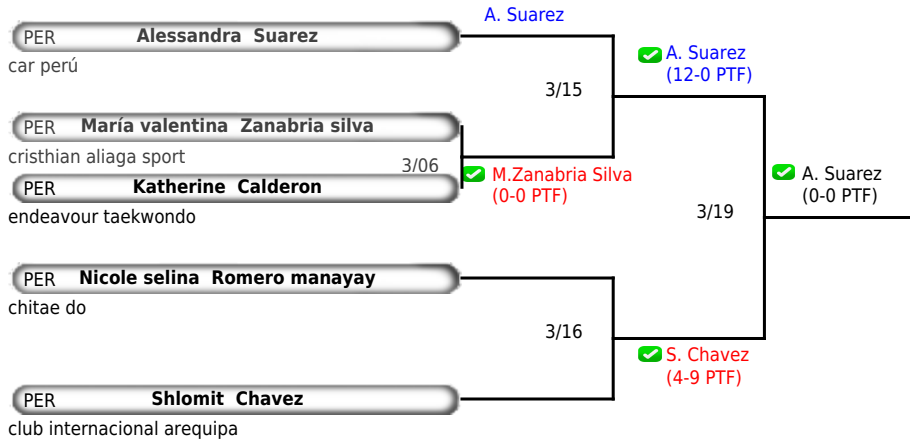 A. Suarez
PER Alessandra Suarez
car perú
A. Suarez
(12-0 PTF)
3/15
PER María valentina Zanabria silva
cristhian aliaga sport
3/06
M.Zanabria Silva
(0-0 PTF)
PER Katherine Calderon
endeavour taekwondo
A. Suarez
(0-0 PTF)
3/19
PER Nicole selina Romero manayay
chitae do
3/16
S. Chavez
(4-9 PTF)
PER Shlomit Chavez
club internacional arequipa